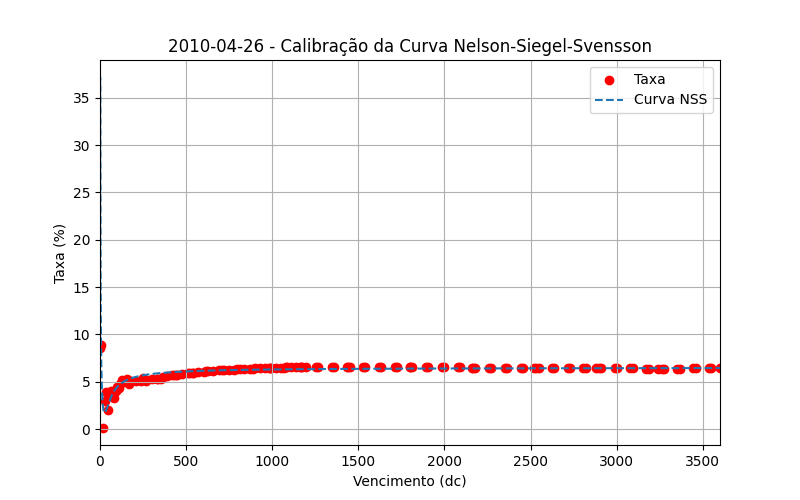 2010-04-26 - Calibração da Curva Nelson-Siegel-Svensson
Taxa
Curva NSS
Taxa (%)
35
30
25
20
15
10
5
0
0 500 1000 1500 2000 2500 3000 3500
Vencimento (dc)